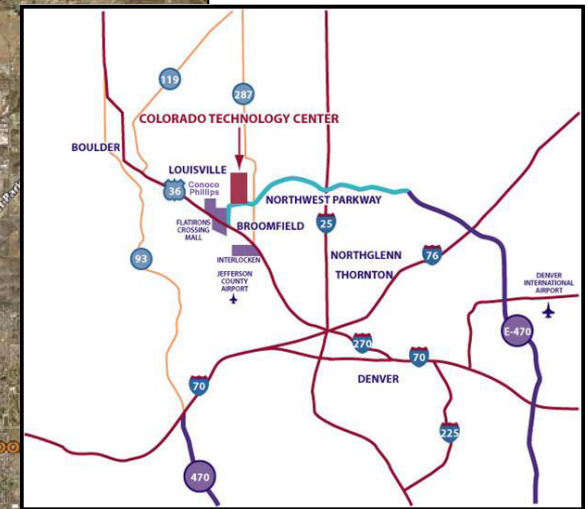 119
287
COLORADO TECHNOLOGY CENTER
BOULDER
LOUISVILLE
36
Conoco
Phillips
NORTHWEST PARKWAY
FLATIRONS
CROSSING
MALL
BROOMFIELD
25
93
INTERLOCKEN
JEFFERSON
COUNTY
AIRPORT
NORTHGLENN
THORNTON
76
DENVER
INTERNATIONAL
AIRPORT
E-470
270
70
DENVER
70
225
470